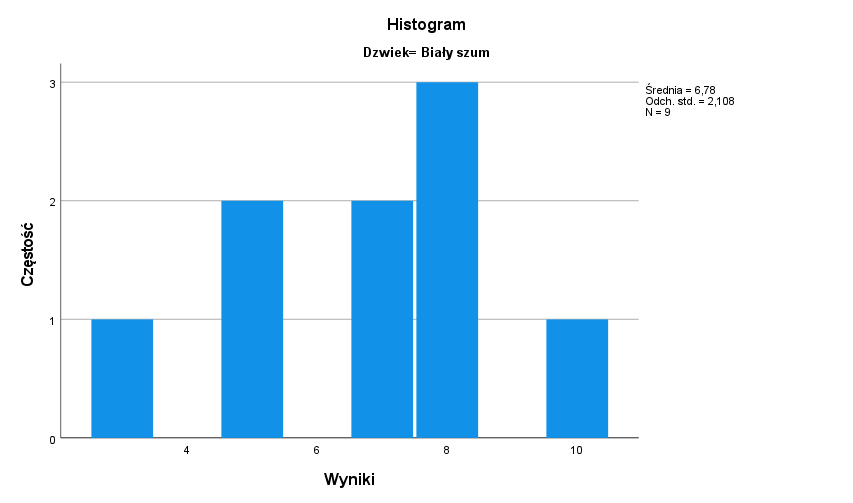 Histogram
Dzwiek= Biały szum
Średnia = 6,78
Odch. std. = 2,108
N = 9
Częstość
3
2
1
0
4 6 8 10
Wyniki